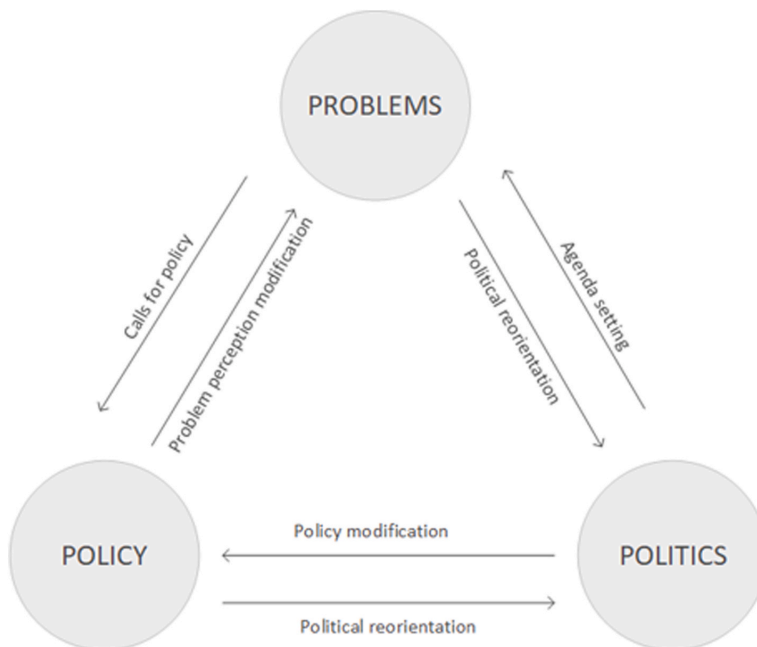 PROBLEMS
Calls for policy
Problem perception modification
Political reorientation
Agenda setting
POLICY
Policy modification
POLITICS
Political reorientation